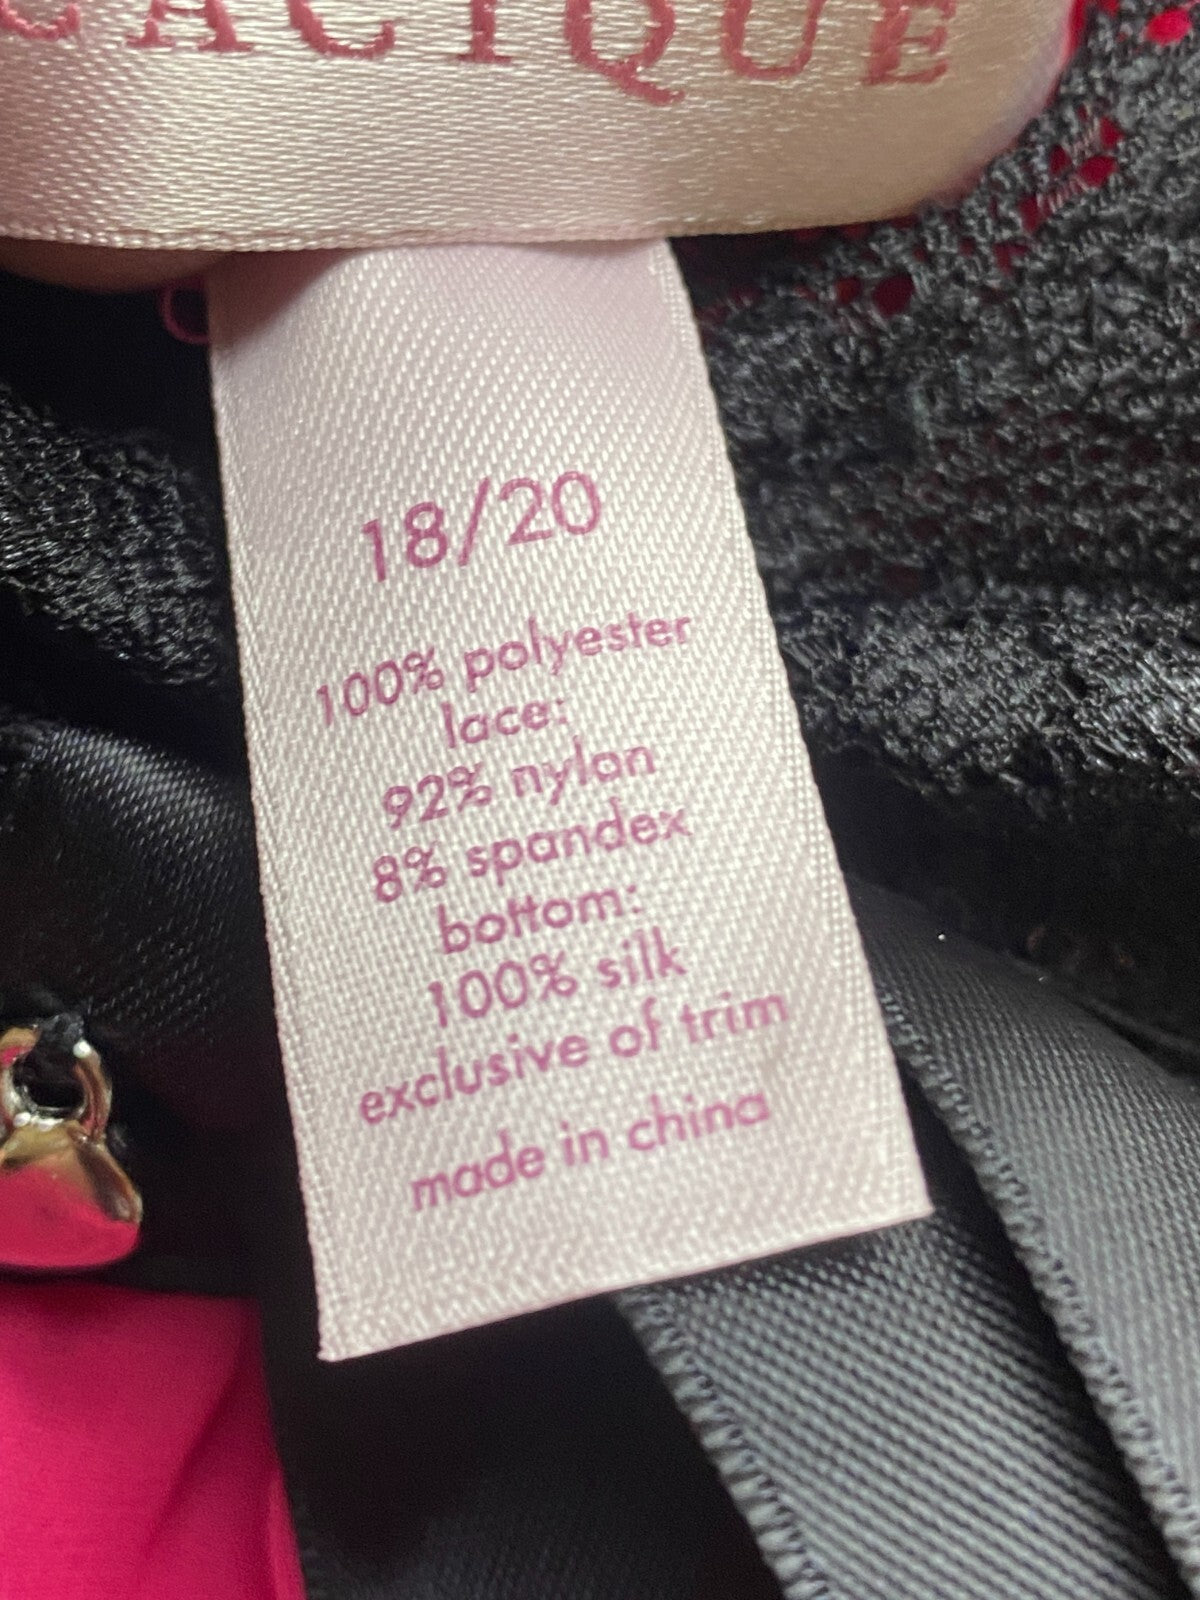 CACIQUE
18/20
100% polyester
lace:
92% nylon
8% spandex
bottom:
100% silk
exclusive of trim
made in china